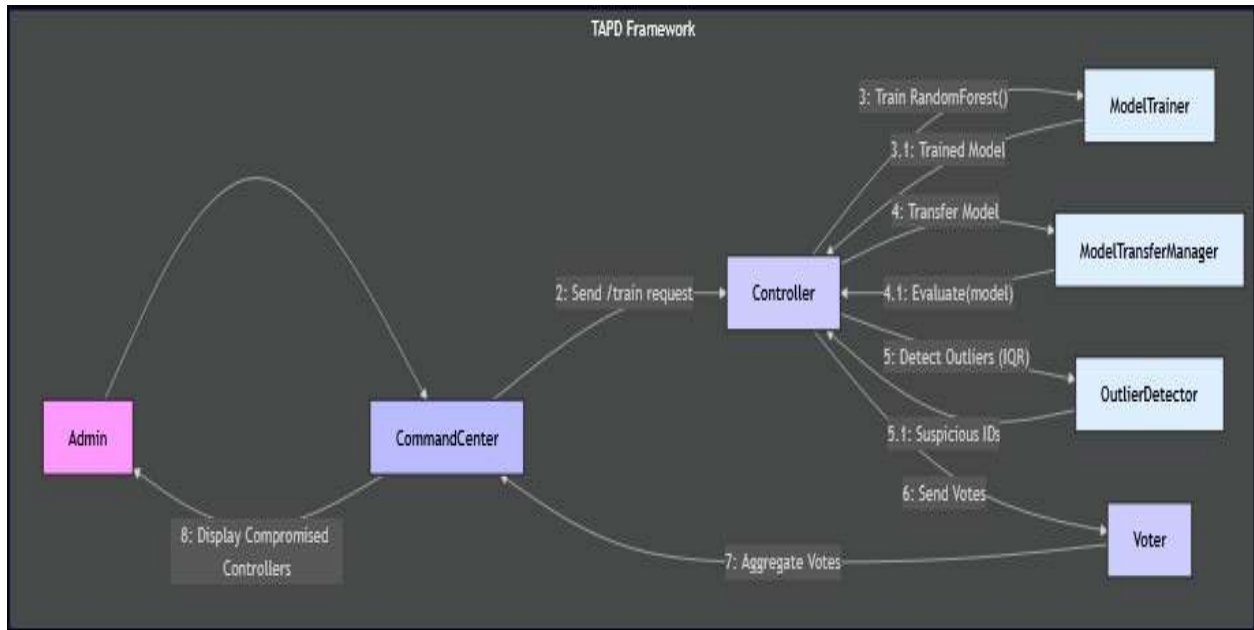 TAPD Framework
3: Train RandomForest()
ModelTrainer
3.1: Trained Model
4: Transfer Model
ModelTransferManager
2: Send /train request
Controller
4.1: Evaluate(model)
5: Detect Outliers (IQR)
OutlierDetector
Admin
CommandCenter
5.1: Suspicious IDs
6: Send Votes
8: Display Compromised
Controllers
7: Aggregate Votes
Voter